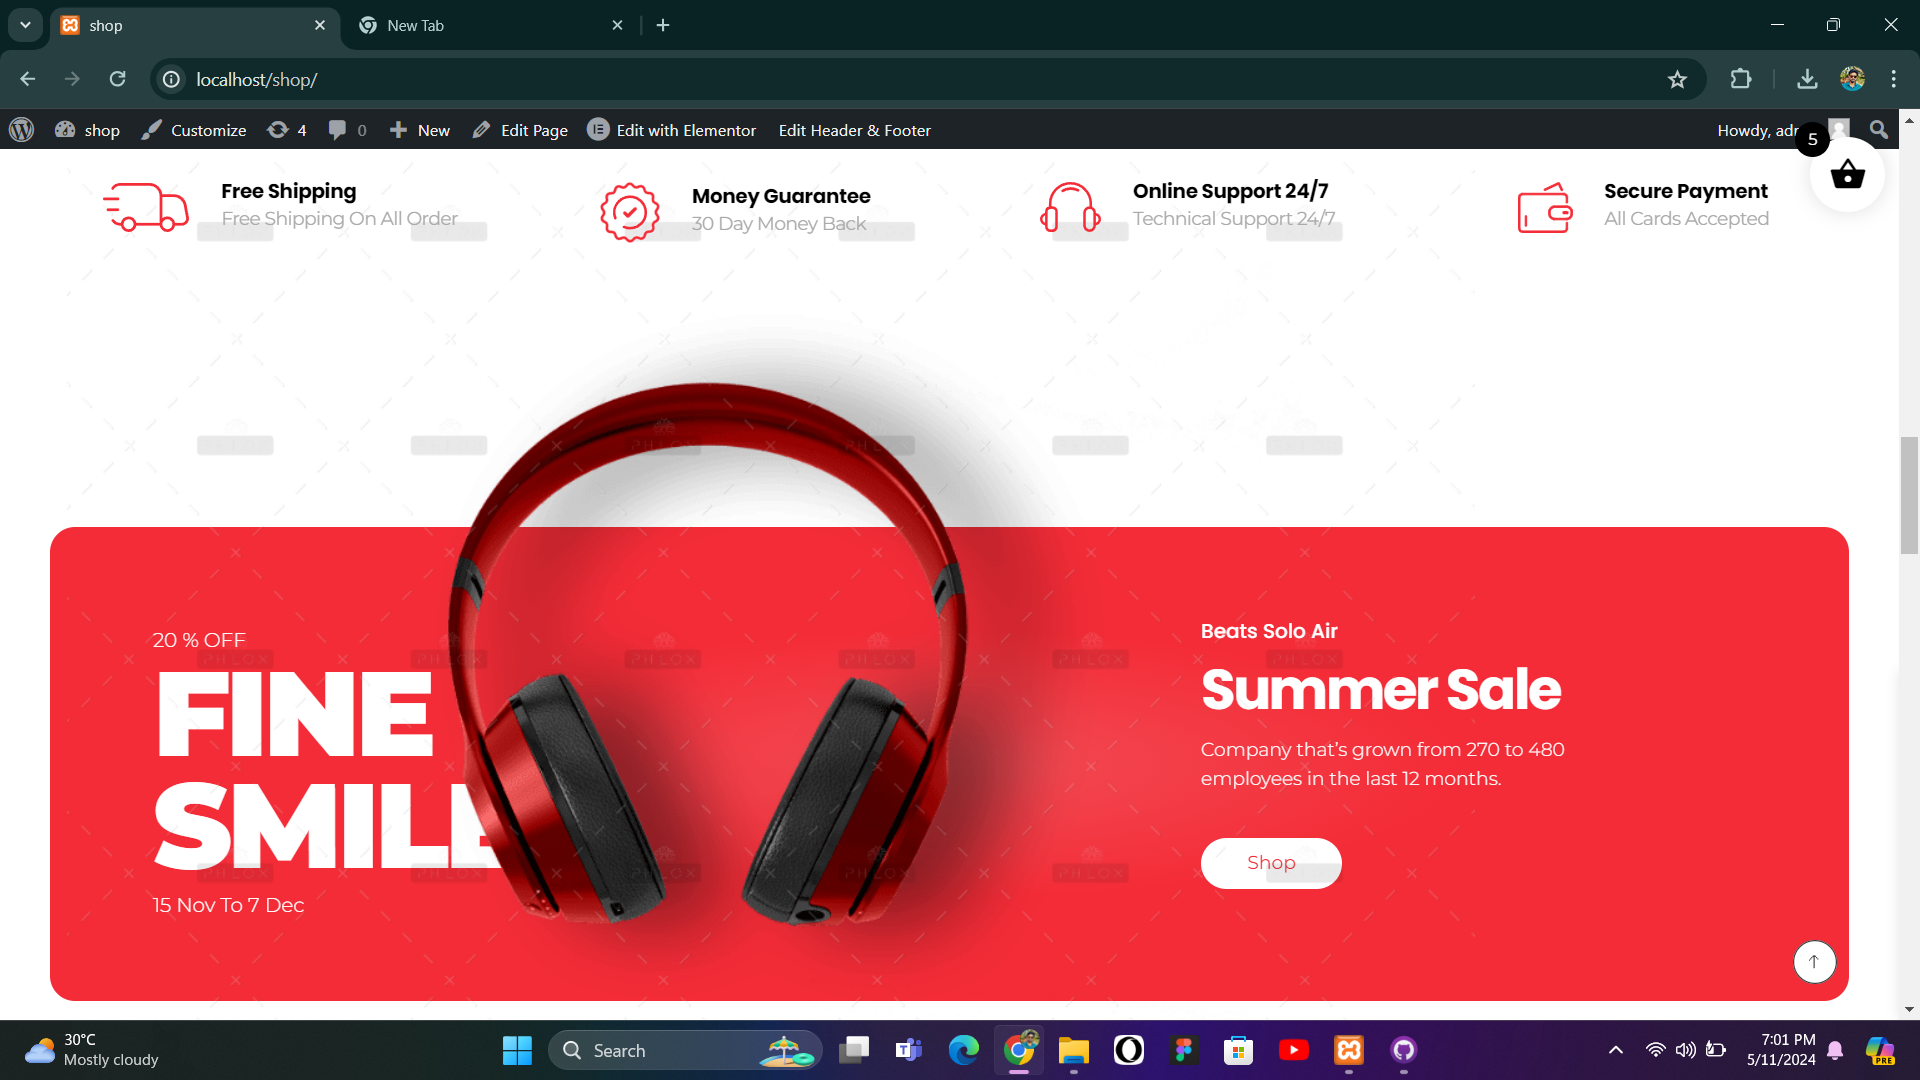 shop
New Tab
localhost/shop/
shop
Customize
4
0
New
Edit Page
Edit with Elementor
Edit Header & Footer
Howdy,
5
Free Shipping
Free Shipping On All Order
Money Guarantee
30 Day Money Back
Online Support 24/7
Technical Support 24/7
Secure Payment
All Cards Accepted
20 % OFF
FINE
SMILE
15 Nov To 7 Dec
Beats Solo Air
Summer Sale
Company that's grown from 270 to 480
employees in the last 12 months.
Shop
PHLOX
30°C
Mostly cloudy
Search
7:01 PM
5/11/2024
PRE